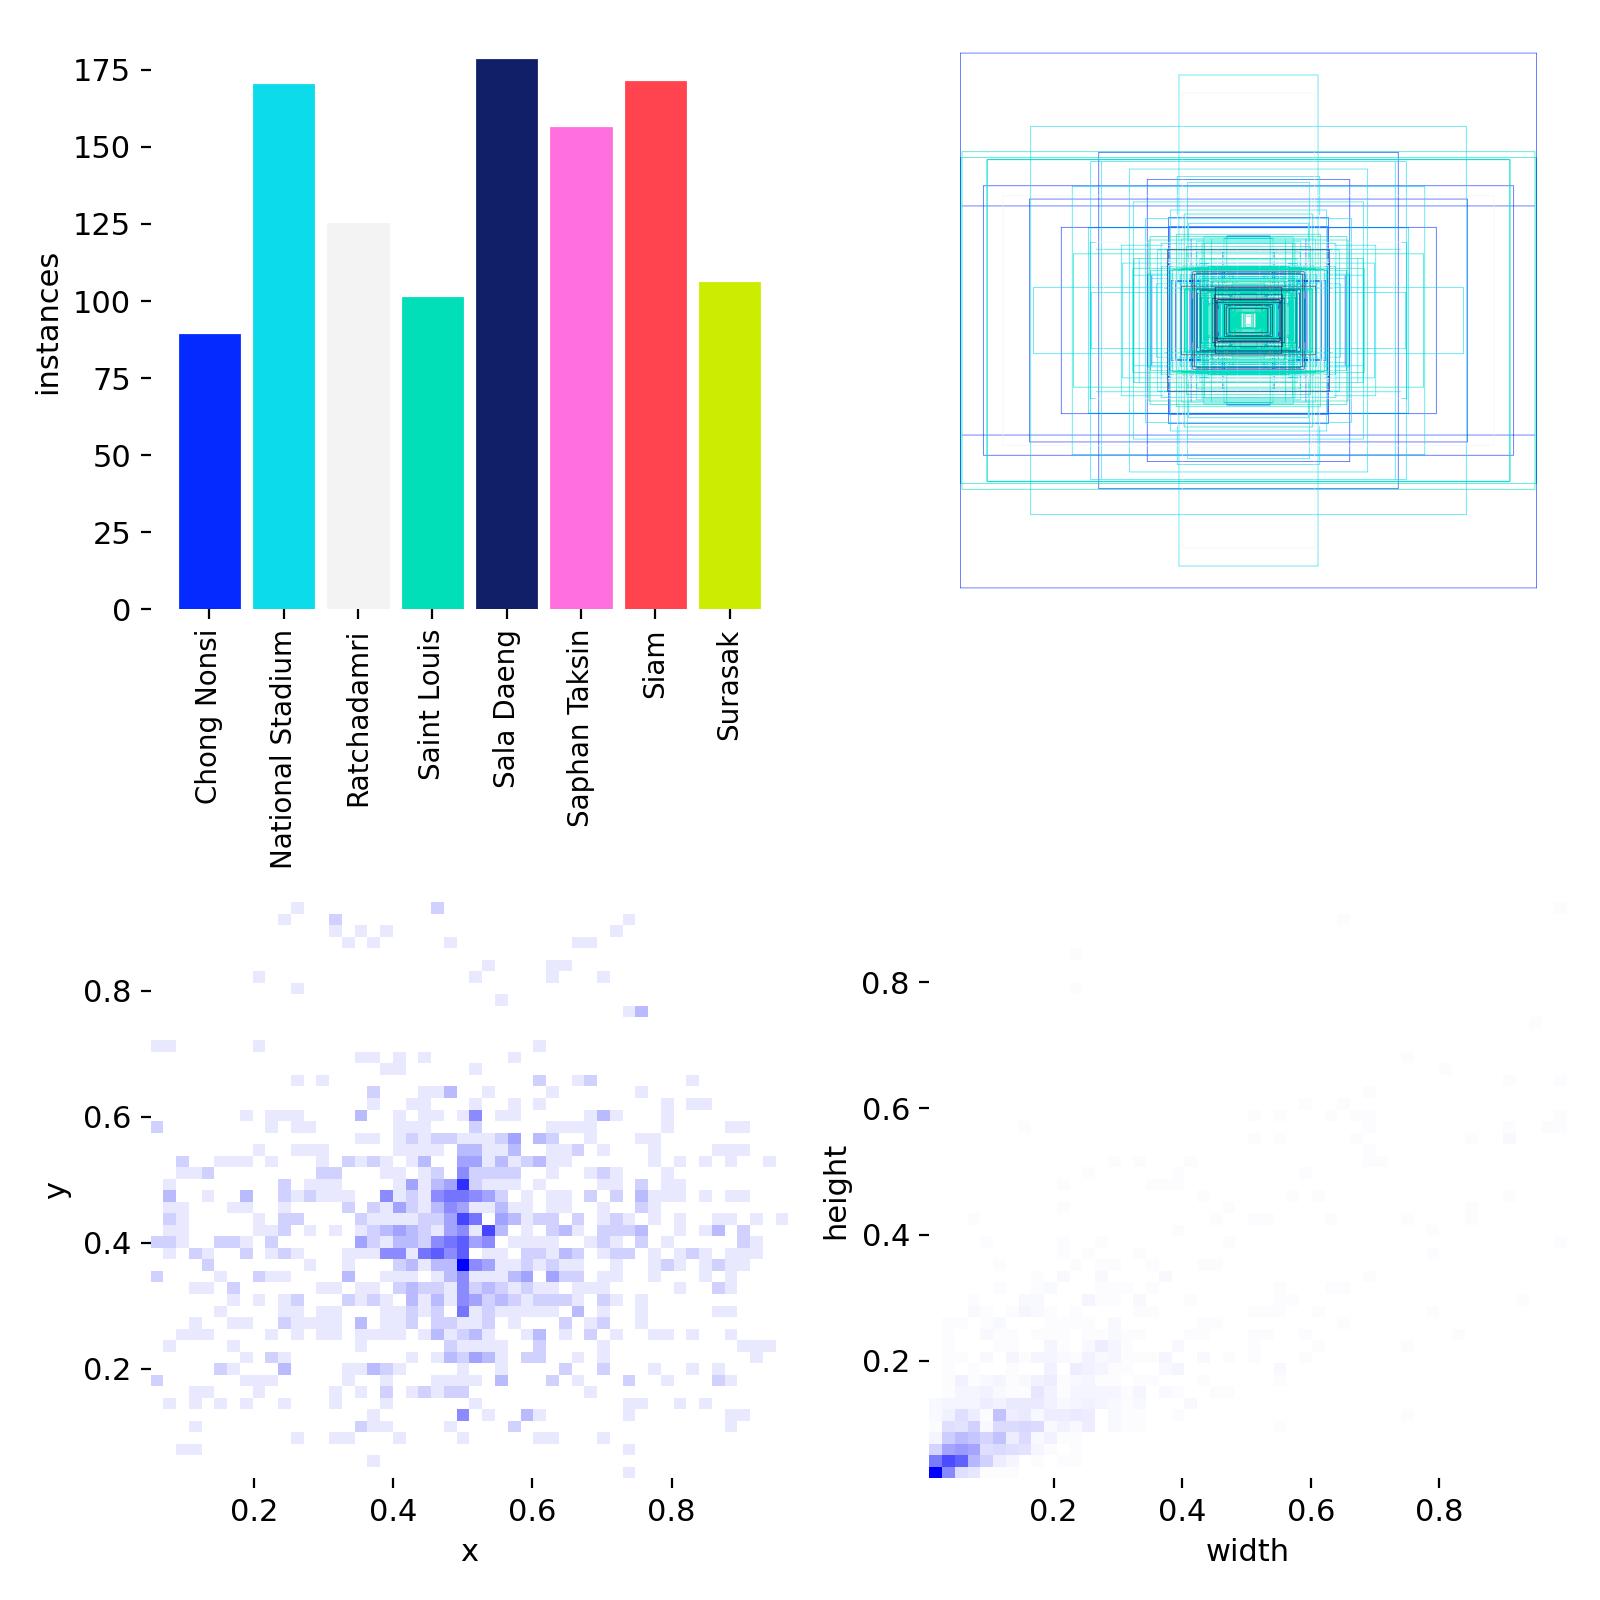 instances
175
150
125
100
75
50
25
0
Chong Nonsi
National Stadium
Ratchadamri
Saint Louis
Sala Daeng
Saphan Taksin
Siam
Surasak
y
0.8
0.6
0.4
0.2
0.2 0.4 0.6 0.8
x
height
0.8
0.6
0.4
0.2
0.2 0.4 0.6 0.8
width